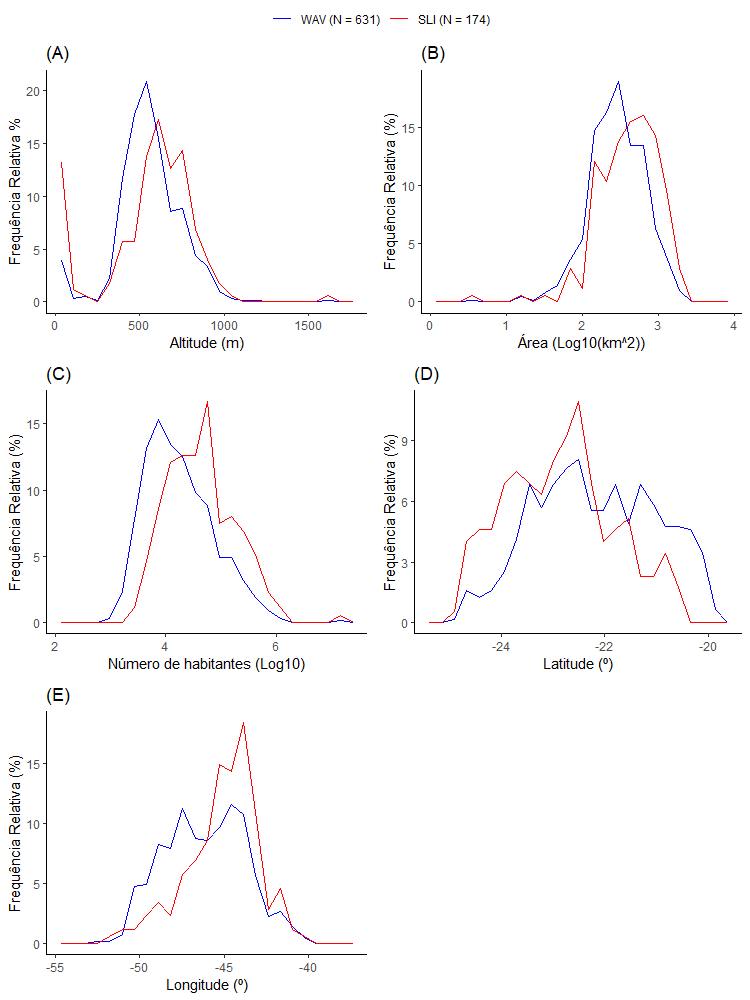 WAV (N = 631) SLI (N = 174)
(A) (B)
Frequência Relativa %
20
15
10
5
0
0 500 1000 1500
Altitude (m)
Frequência Relativa (%)
15
10
5
0
0 1 2 3 4
Área (Log10(km^2))
(C) (D)
Frequência Relativa (%)
15
10
5
0
2 4 6
Número de habitantes (Log10)
Frequência Relativa (%)
9
6
3
0
-24 -22 -20
Latitude (º)
(E)
Frequência Relativa (%)
15
10
5
0
-55 -50 -45 -40
Longitude (º)